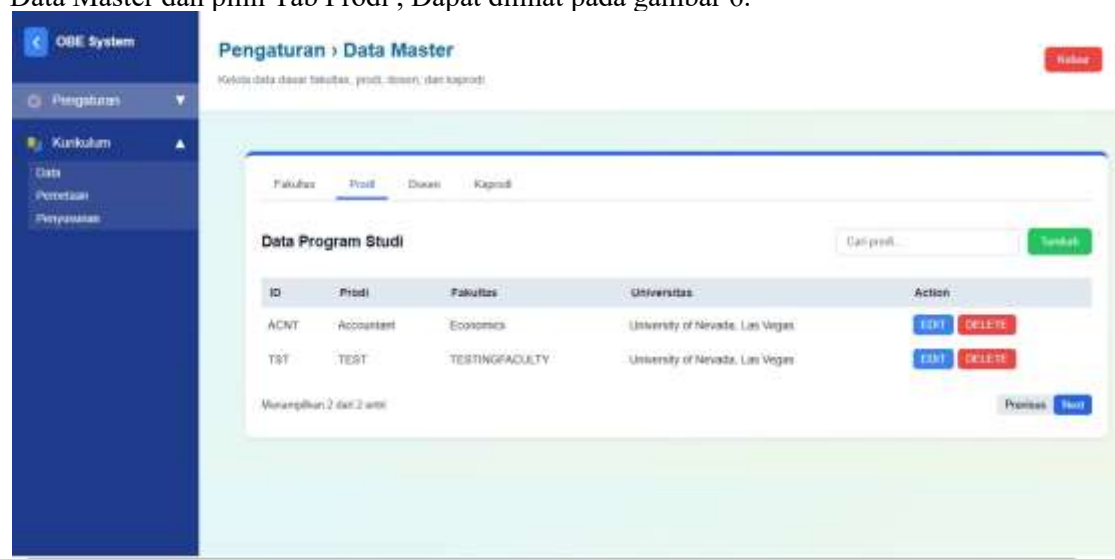 Data Master dan pilih Tab Prodi , Dapat dilihat pada gambar 6.
OBE System
Pengaturan › Data Master
Keluar
Kelola data dasar fakultas, prodi, dosen, dan kaprodi
Pengaturan
Kurikulum
Data
Pemetaan
Penyusunan
Fakultas Prodi Dosen Kaprodi
Data Program Studi
Cari prodi...
Tambah
ID Prodi Fakultas Universitas Action
ACNT Accountant Economics University of Nevada, Las Vegas EDIT DELETE
TST TEST TESTINGFACULTY University of Nevada, Las Vegas EDIT DELETE
Menampilkan 2 dari 2 entri
Previous Next